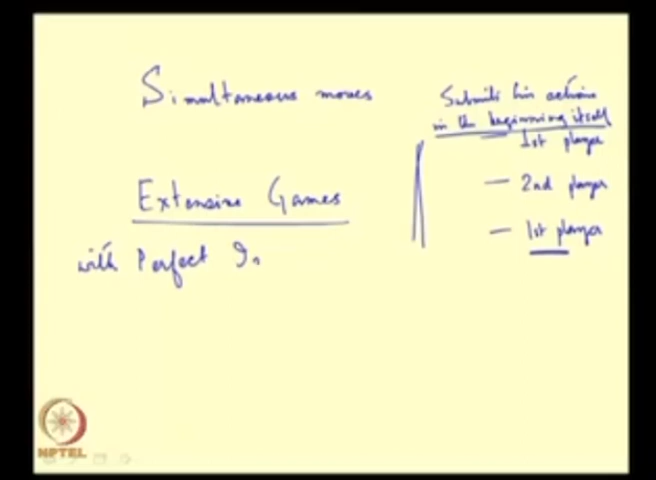 Simultaneous moves
Extensive Games
with Perfect In
Submits his actions
in the beginning itself
— 1st player
— 2nd player
— 1st player
NPTEL